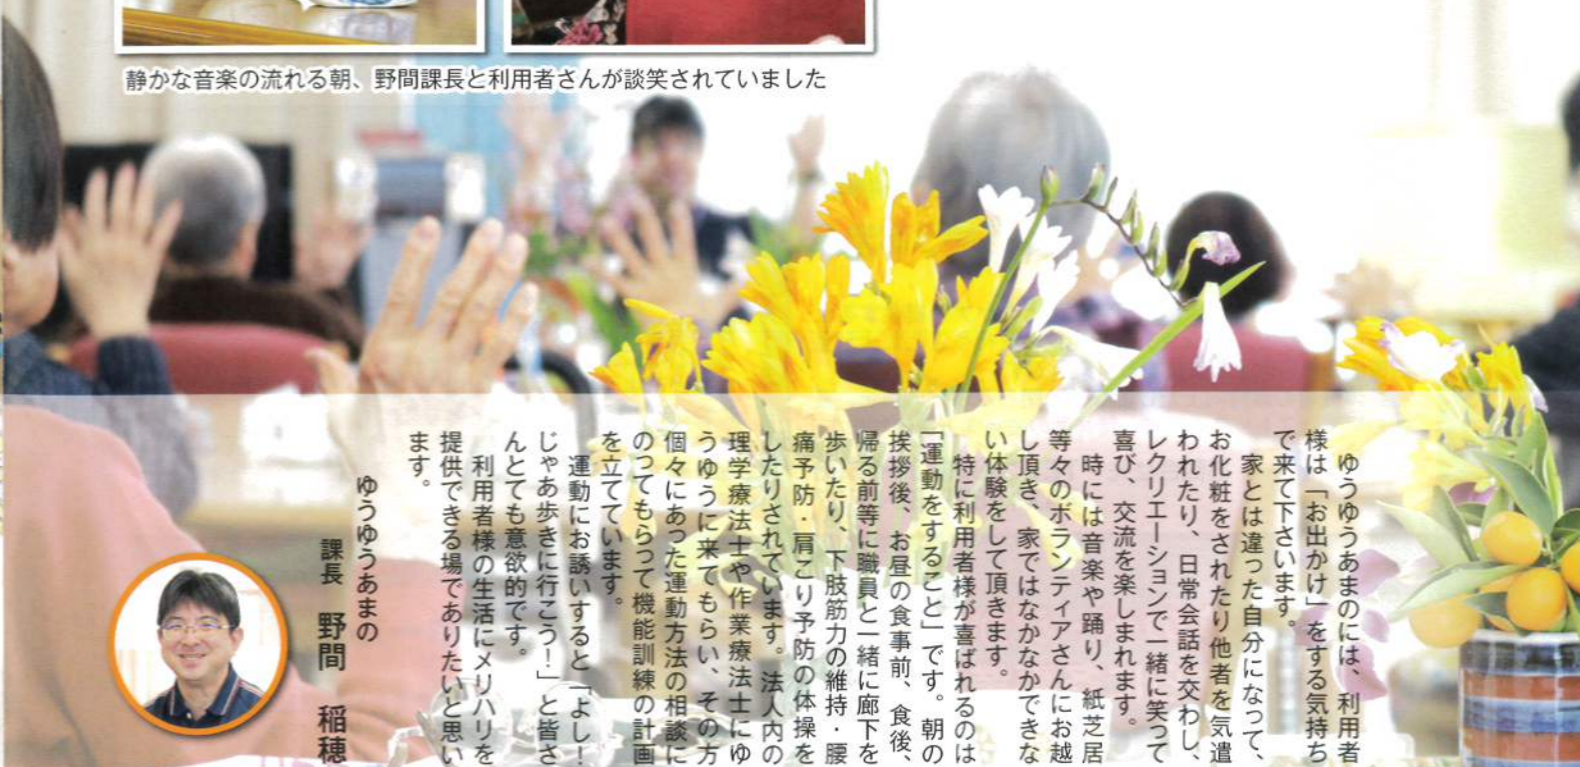 静かな音楽の流れる朝、野間課長と利用者さんが談笑されていました
ゆうゆうあまのには、利用者
様は「お出かけ」をする気持ち
で来て下さいます。
家とは違った自分になって、
お化粧をされたり他者を気遣
われたり、日常会話を交わし、
レクリエーションで一緒に笑って
喜び、交流を楽しまれます。
時には音楽や踊り、紙芝居
等々のボランティアさんにお越
し頂き、家ではなかなかできな
い体験をして頂きます。
特に利用者様が喜ばれるのは
「運動をすること」です。朝の
挨拶後、お昼の食事前、食後、
帰る前等に職員と一緒に廊下を
歩いたり、下肢筋力の維持・腰
痛予防・肩こり予防の体操を
したりされています。法人内の
理学療法士や作業療法士にゆ
うゆうに来てもらい、その方
個々にあった運動方法の相談に
のってもらって機能訓練の計画
を立てています。
運動にお誘いすると「よし！
じゃあ歩きに行こう！」と皆さ
んとても意欲的です。
利用者様の生活にメリハリを
提供できる場でありたいと思い
ます。
ゆうゆうあまの
課長 野間 稲穂